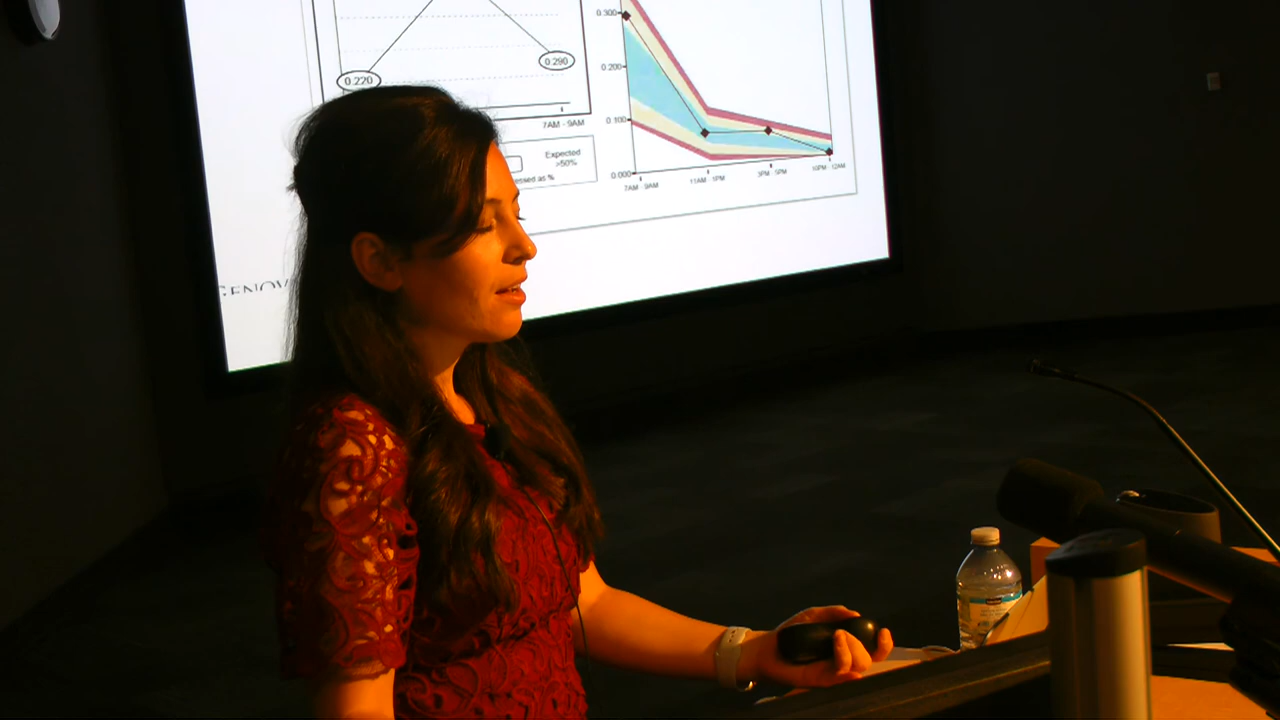 0.220
0.290
7AM - 9AM
Expected
>50%
essed as %
0.300
0.200
0.100
0.000
7AM - 9AM
11AM - 1PM
3PM - 5PM
10PM - 12AM
GENOV